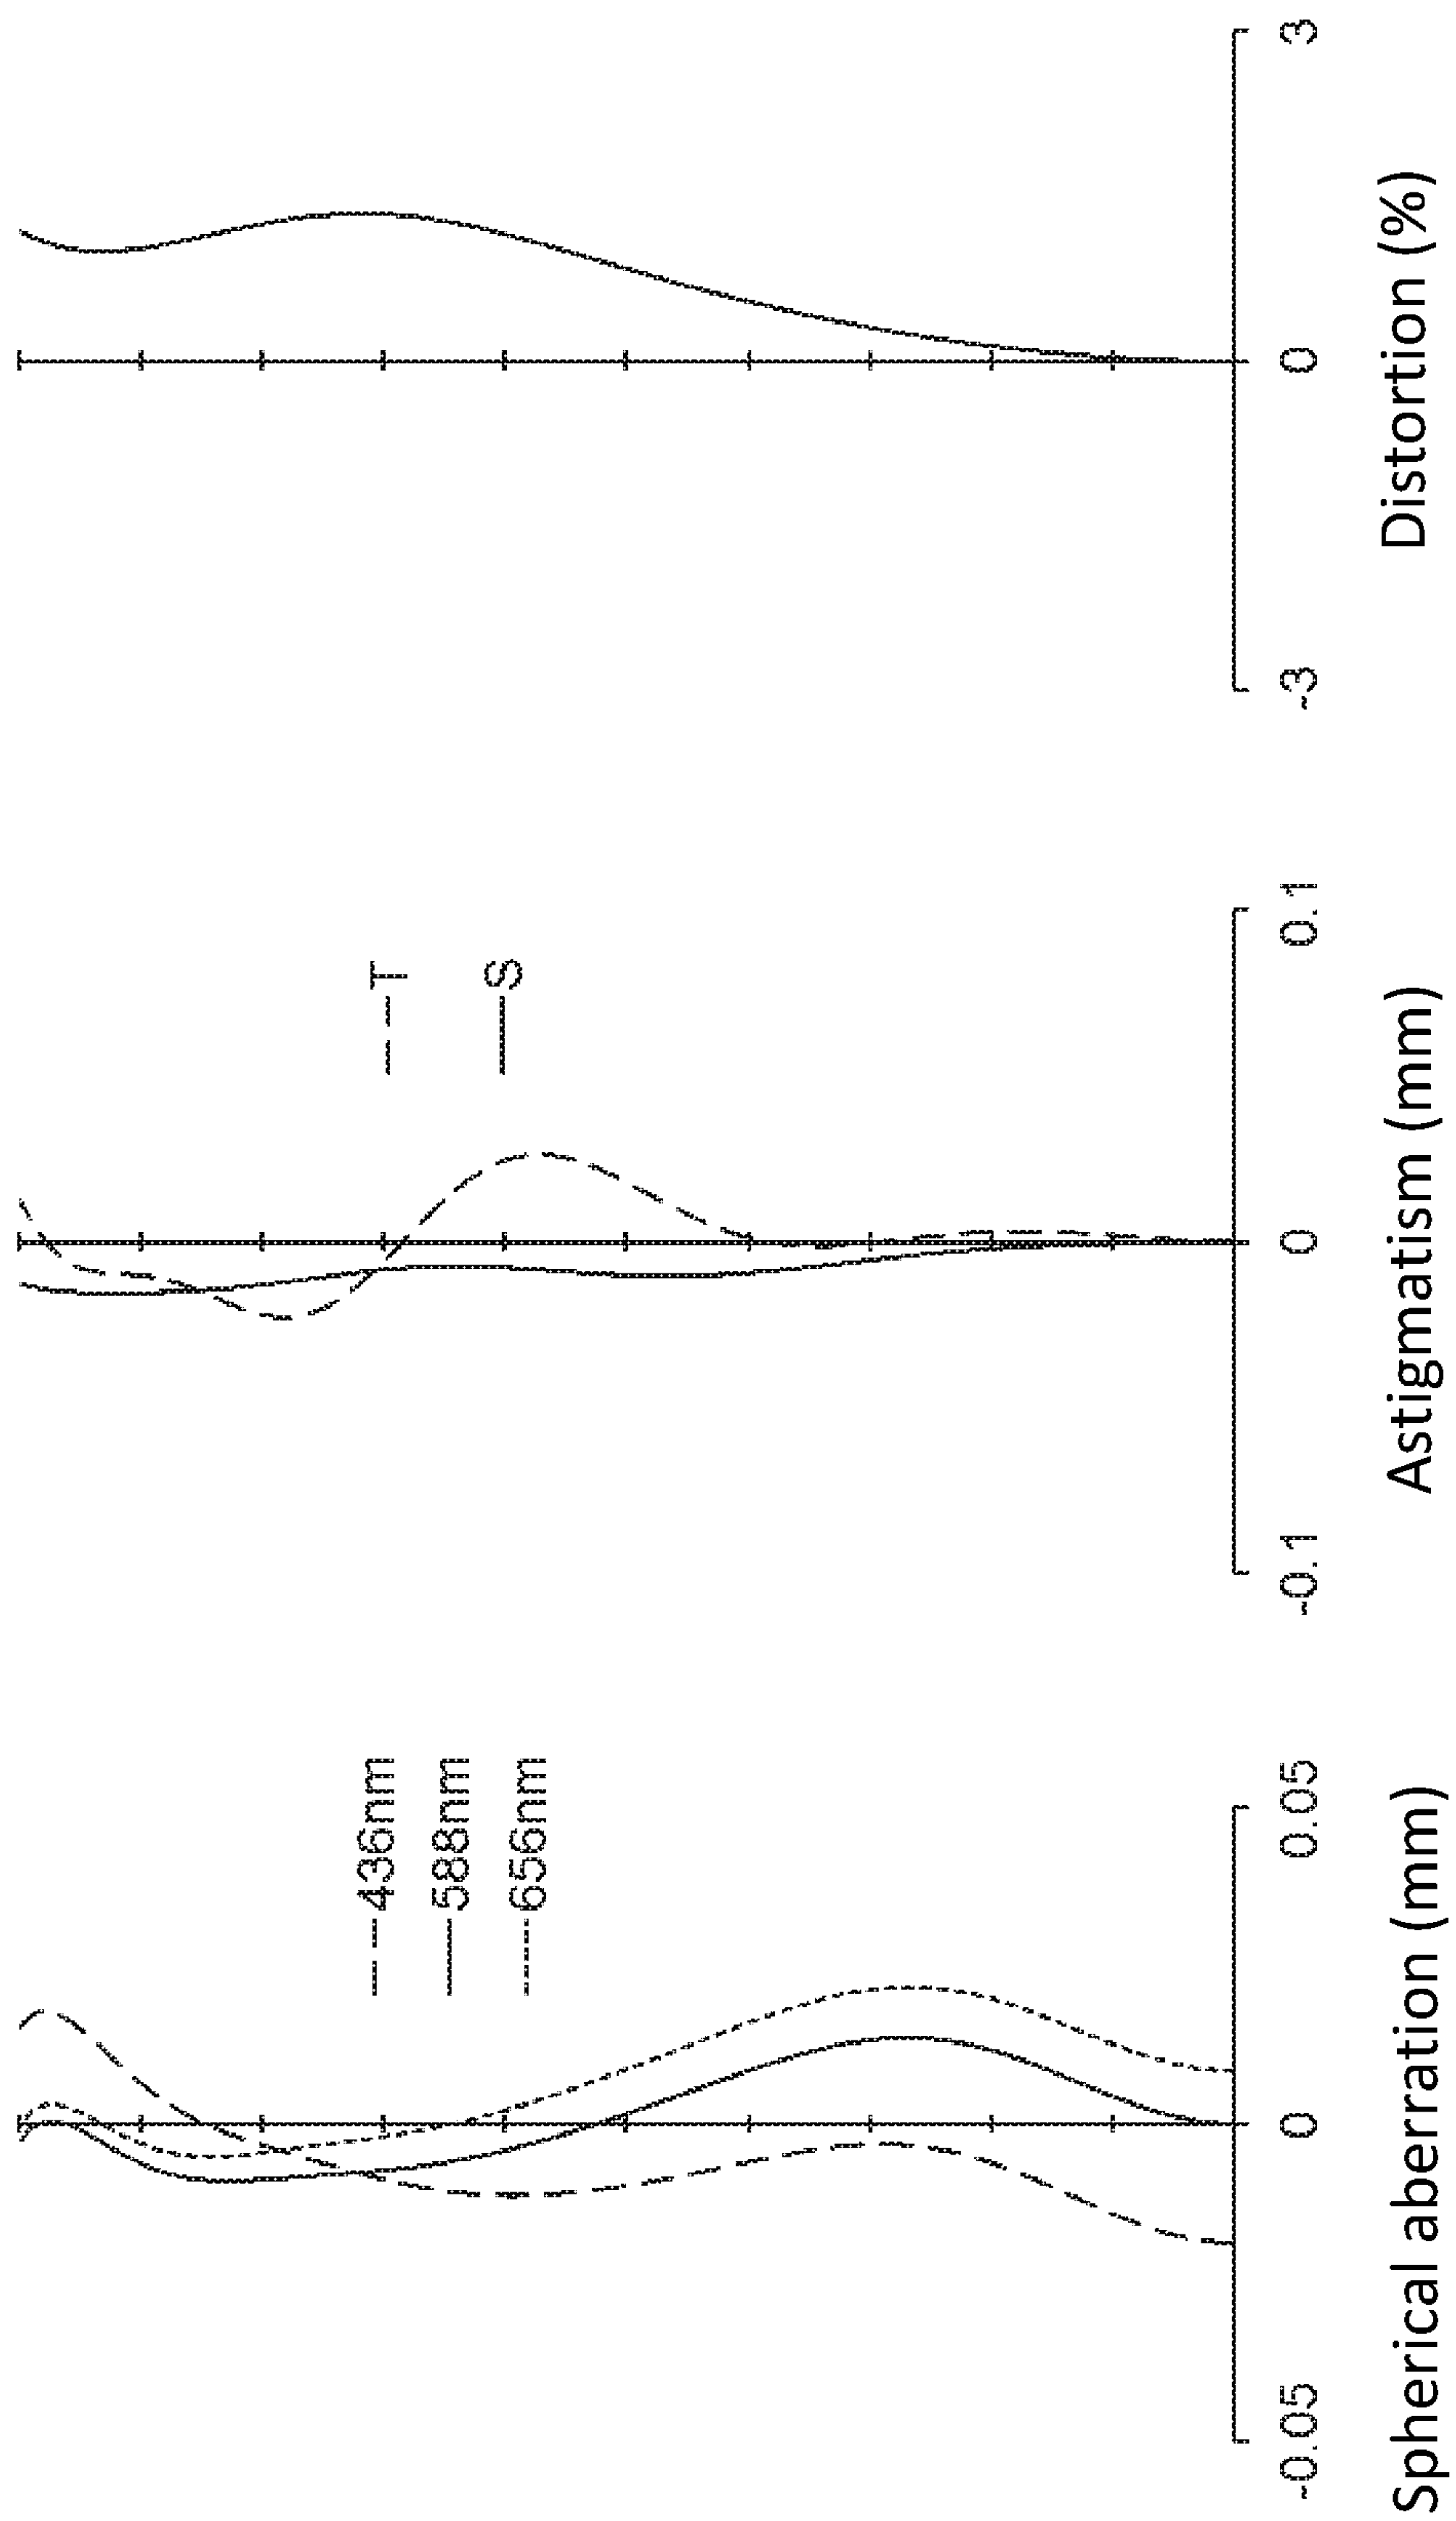 436nm
588nm
656nm
-0.05
0
0.05
Spherical aberration (mm)
T
S
-0.1
0
0.1
Astigmatism (mm)
-3
0
3
Distortion (%)